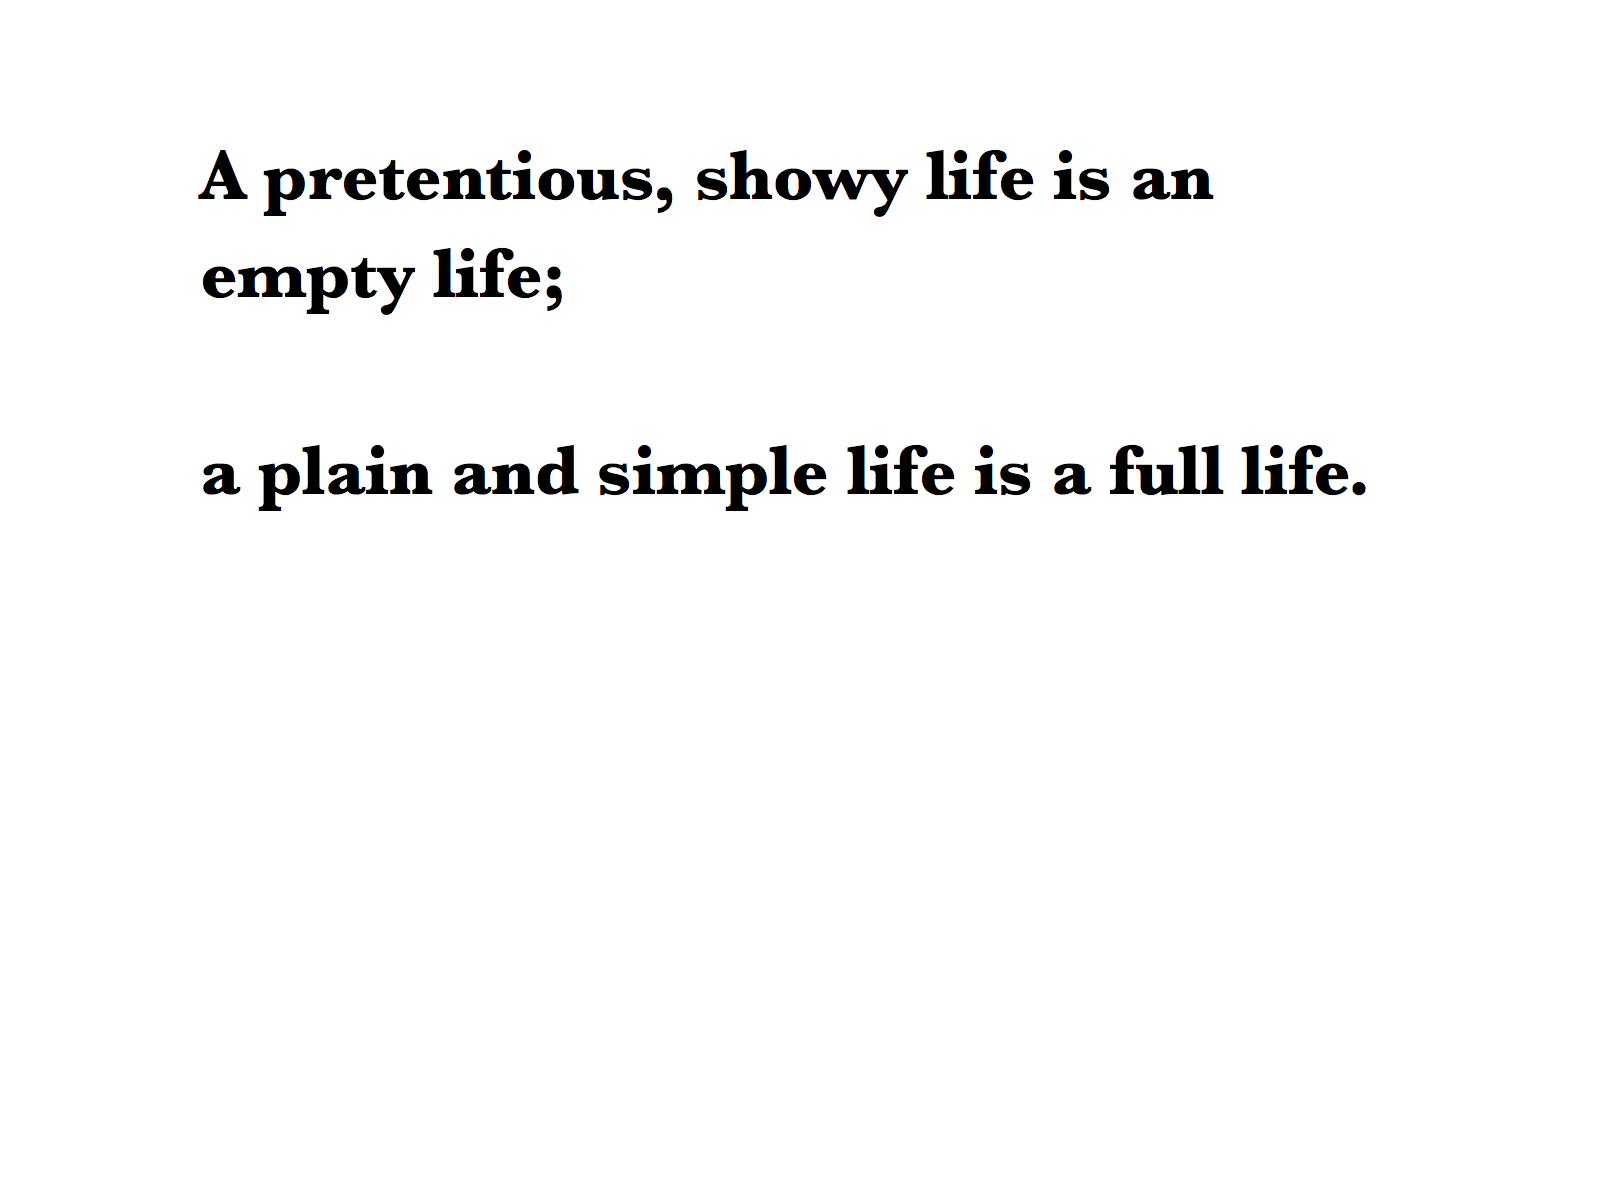 A pretentious, showy life is an
empty life;
a plain and simple life is a full life.